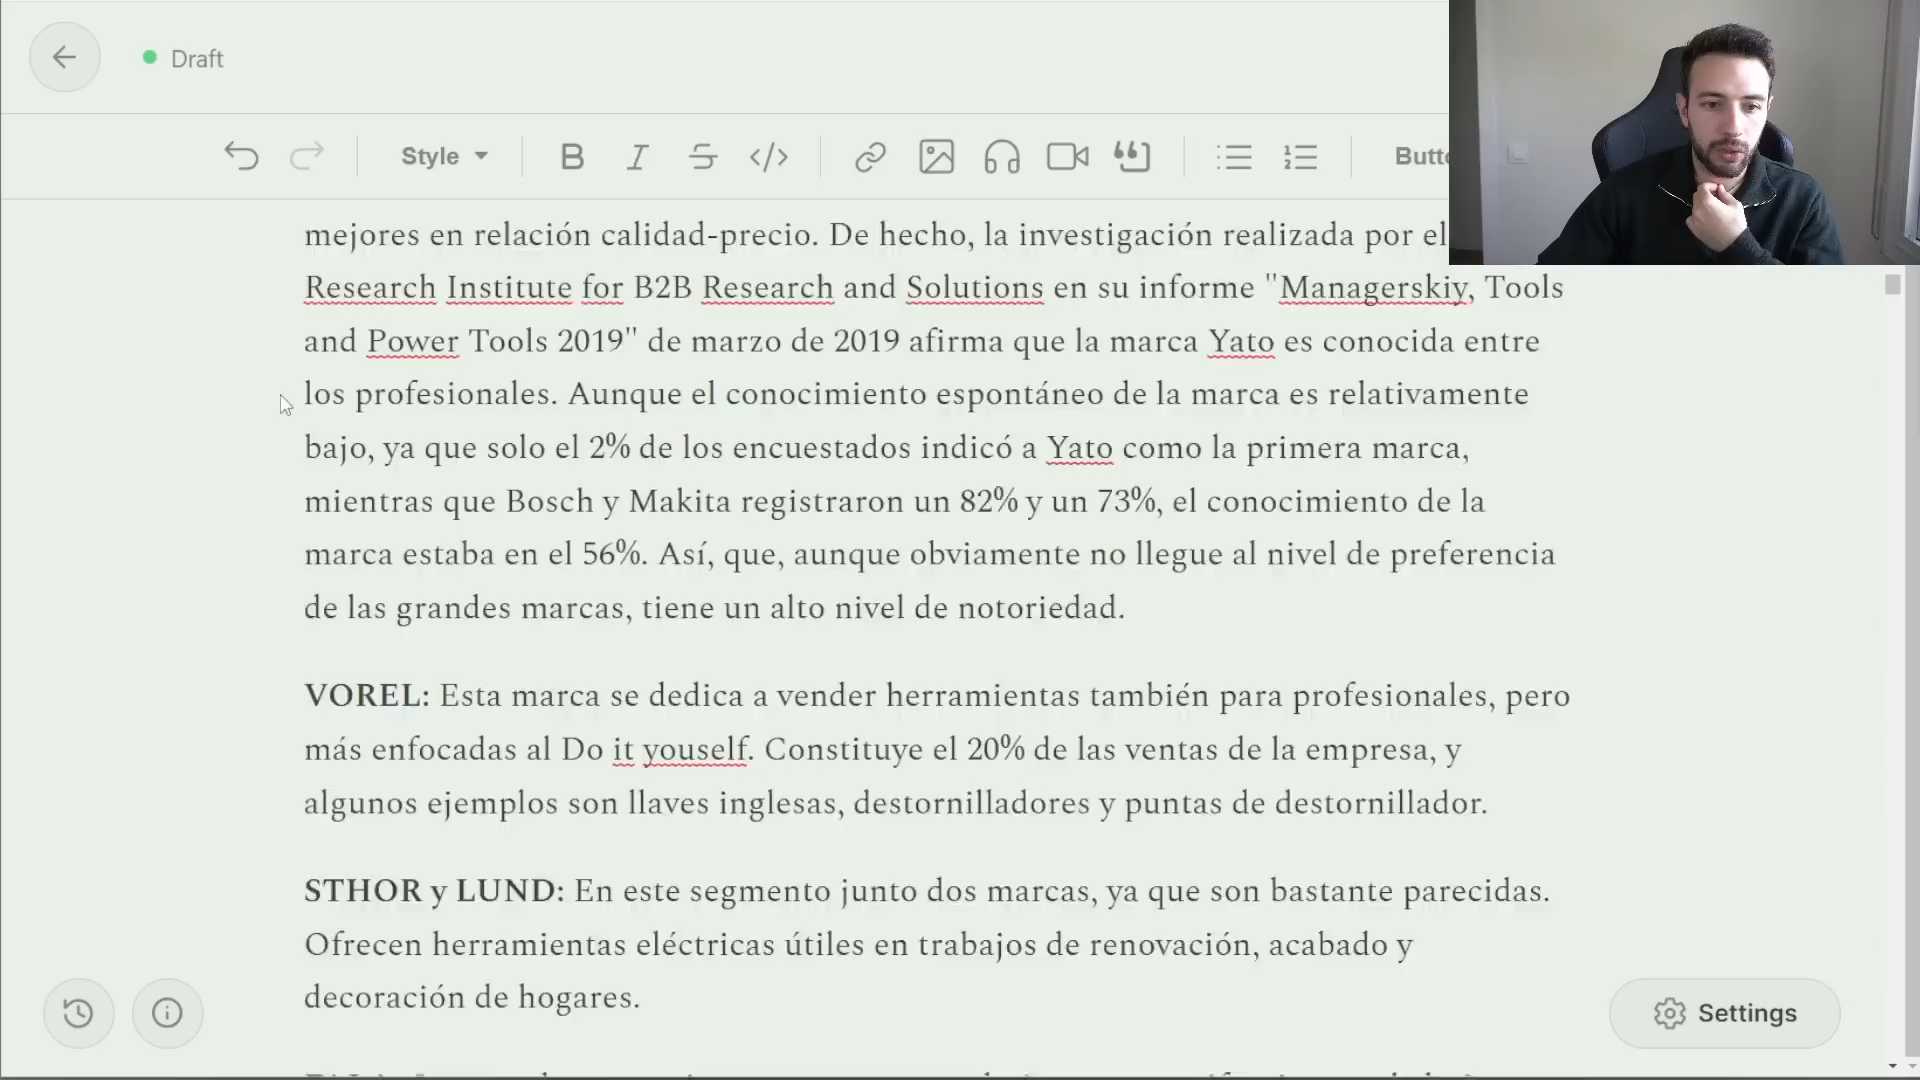 Draft
Style
B
I
S
</>
mejores en relación calidad-precio. De hecho, la investigación realizada por el
Research Institute for B2B Research and Solutions en su informe "Managerskiy, Tools
and Power Tools 2019" de marzo de 2019 afirma que la marca Yato es conocida entre
los profesionales. Aunque el conocimiento espontáneo de la marca es relativamente
bajo, ya que solo el 2% de los encuestados indicó a Yato como la primera marca,
mientras que Bosch y Makita registraron un 82% y un 73%, el conocimiento de la
marca estaba en el 56%. Así, que, aunque obviamente no llegue al nivel de preferencia
de las grandes marcas, tiene un alto nivel de notoriedad.
VOREL: Esta marca se dedica a vender herramientas también para profesionales, pero
más enfocadas al Do it youself. Constituye el 20% de las ventas de la empresa, y
algunos ejemplos son llaves inglesas, destornilladores y puntas de destornillador.
STHOR y LUND: En este segmento junto dos marcas, ya que son bastante parecidas.
Ofrecen herramientas eléctricas útiles en trabajos de renovación, acabado y
decoración de hogares.
Settings